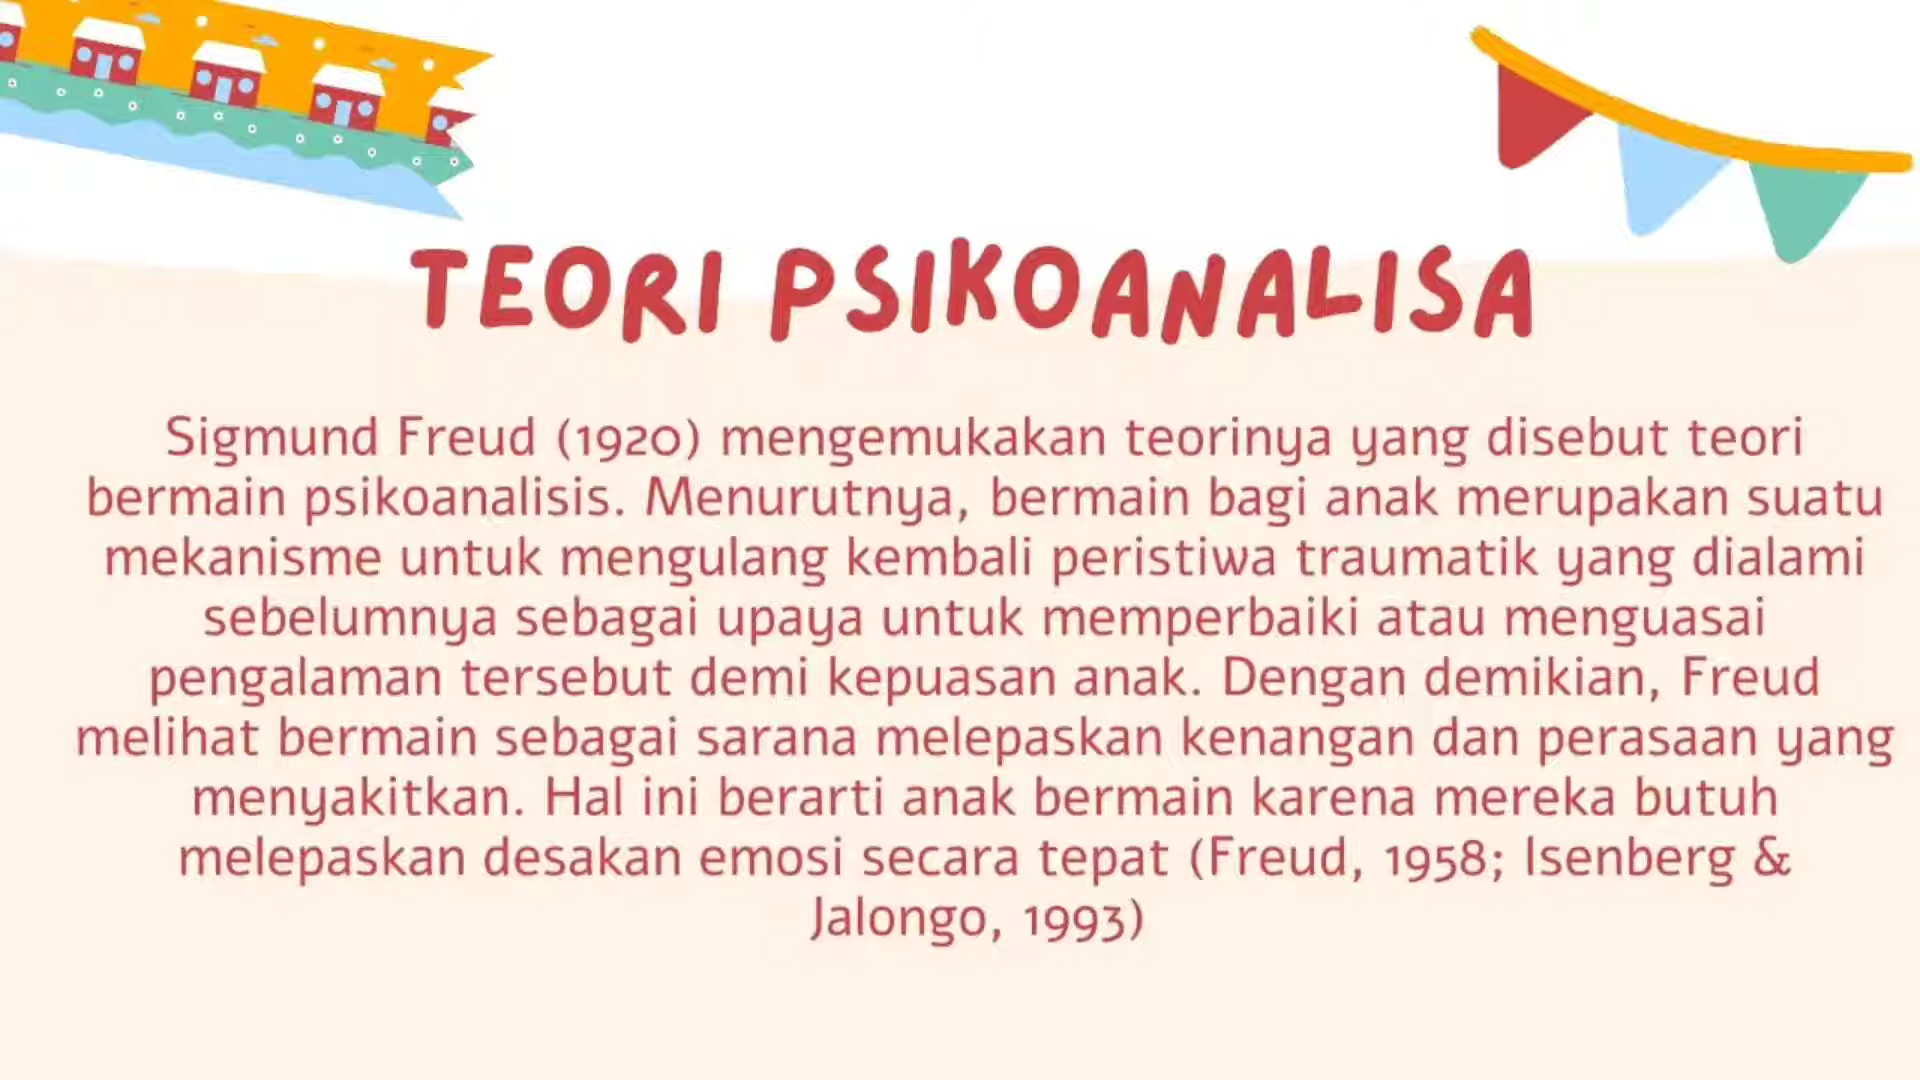 TEORI PSIKOANALISA
Sigmund Freud (1920) mengemukakan teorinya yang disebut teori
bermain psikoanalisis. Menurutnya, bermain bagi anak merupakan suatu
mekanisme untuk mengulang kembali peristiwa traumatik yang dialami
sebelumnya sebagai upaya untuk memperbaiki atau menguasai
pengalaman tersebut demi kepuasan anak. Dengan demikian, Freud
melihat bermain sebagai sarana melepaskan kenangan dan perasaan yang
menyakitkan. Hal ini berarti anak bermain karena mereka butuh
melepaskan desakan emosi secara tepat (Freud, 1958; Isenberg &
Jalongo, 1993)